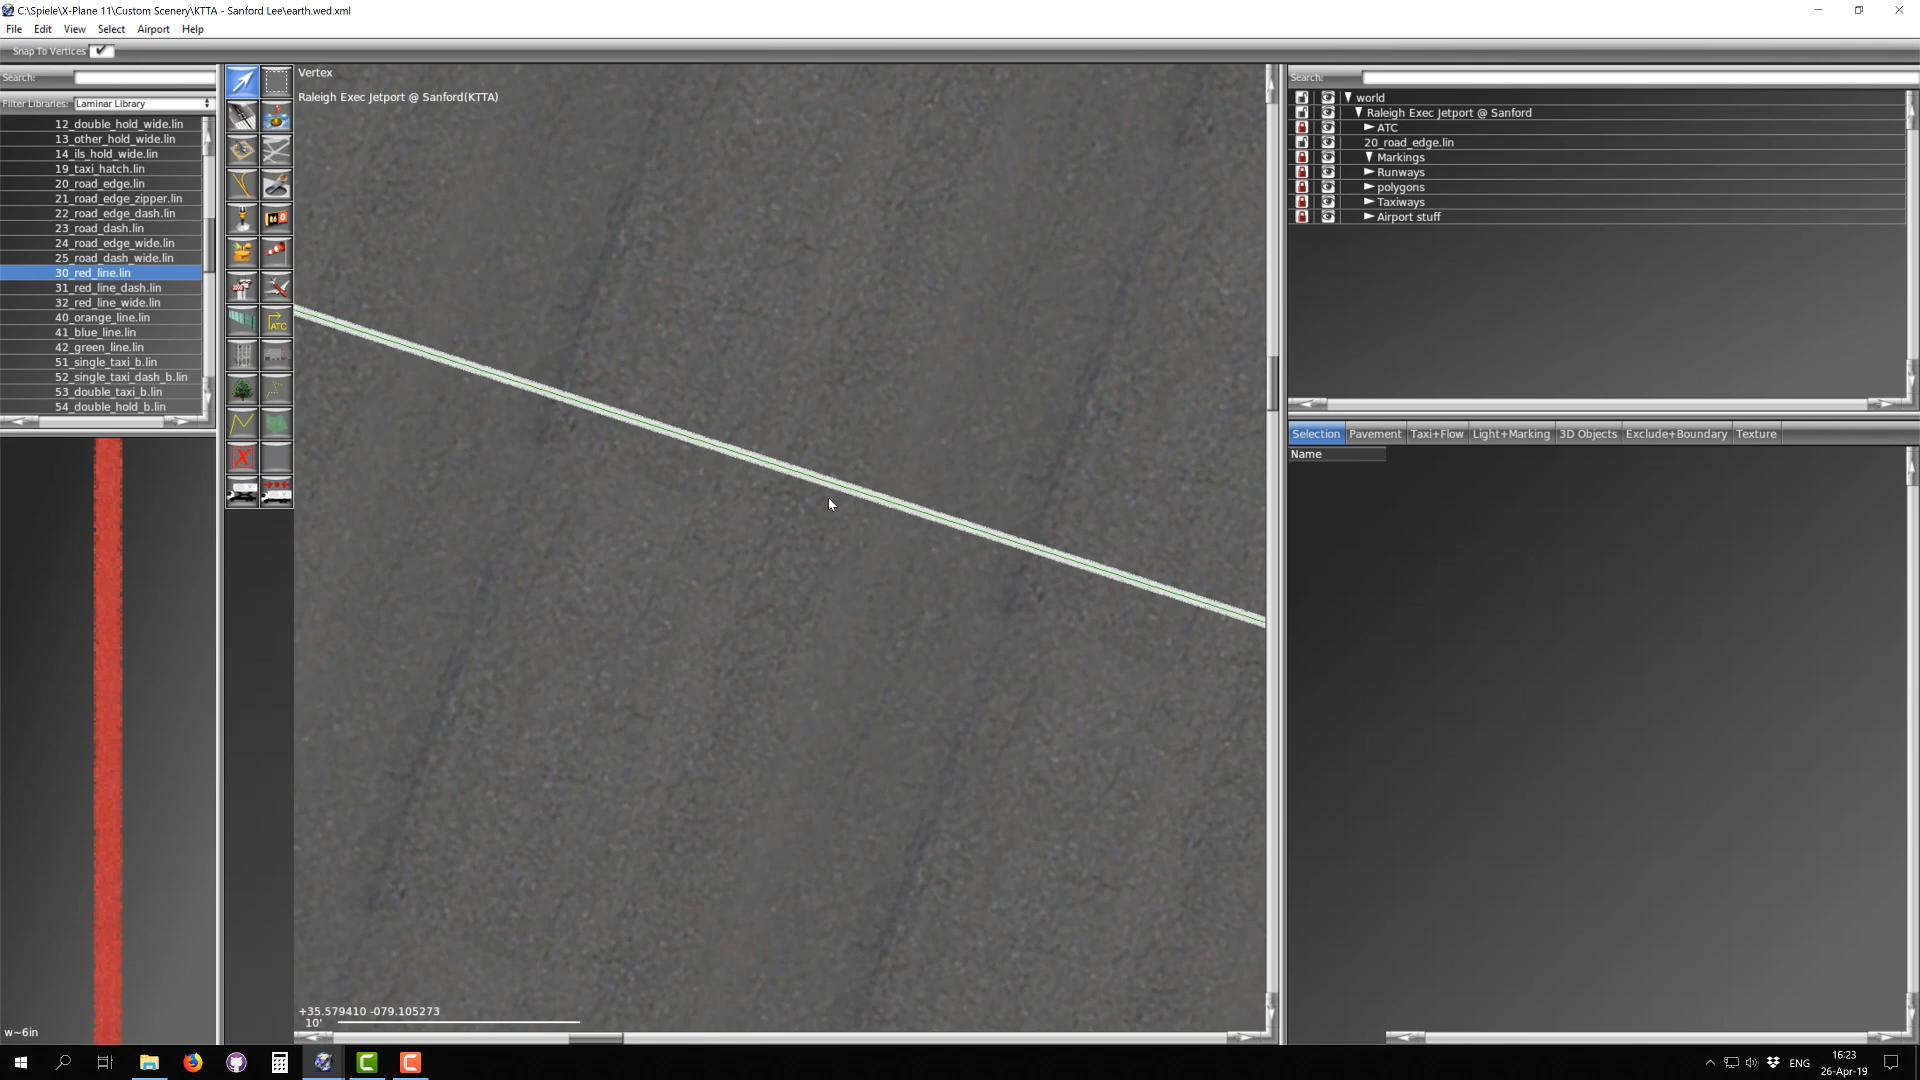 C:\Spiele\X-Plane 11\Custom Scenery\KTTA - Sanford Lee\earth.wed.xml
File Edit View Select Airport Help
Snap To Vertices
Search:
Filter Libraries: Laminar Library
12_double_hold_wide.lin
13_other_hold_wide.lin
14_ils_hold_wide.lin
19_taxi_hatch.lin
20_road_edge.lin
21_road_edge_zipper.lin
22_road_edge_dash.lin
23_road_dash.lin
24_road_edge_wide.lin
25_road_dash_wide.lin
30_red_line.lin
31_red_line_dash.lin
32_red_line_wide.lin
40_orange_line.lin
41_blue_line.lin
42_green_line.lin
51_single_taxi_b.lin
52_single_taxi_dash_b.lin
53_double_taxi_b.lin
54_double_hold_b.lin
w~6in
ATC
Vertex
Raleigh Exec Jetport @ Sanford(KTTA)
+35.579410 -079.105273
10'
Search:
world
Raleigh Exec Jetport @ Sanford
ATC
20_road_edge.lin
Markings
Runways
polygons
Taxiways
Airport stuff
Selection Pavement Taxi+Flow Light+Marking 3D Objects Exclude+Boundary Texture
Name
ENG
16:23
26-Apr-19